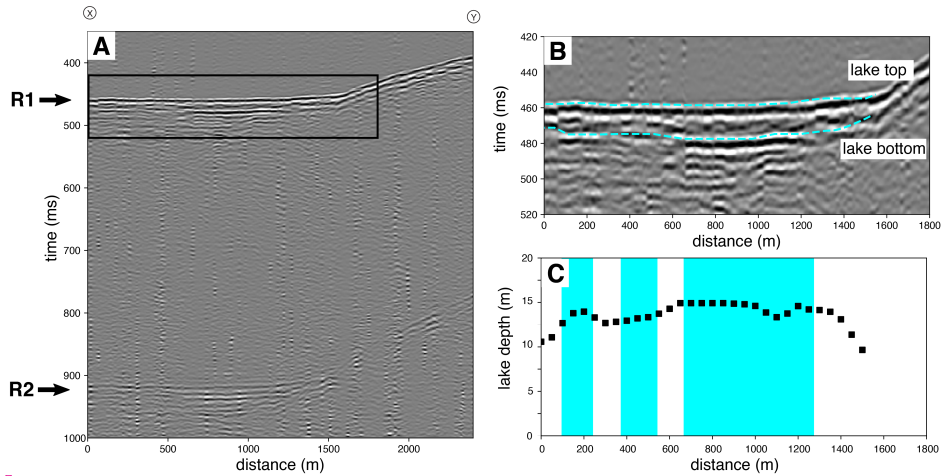 X
Y
A
R1
R2
400
500
600
700
800
900
1000
time (ms)
0
500
1000
1500
2000
distance (m)
B
lake top
lake bottom
420
440
460
480
500
520
time (ms)
0
200
400
600
800
1000
1200
1400
1600
1800
distance (m)
C
20
15
10
5
0
lake depth (m)
0
200
400
600
800
1000
1200
1400
1600
1800
distance (m)